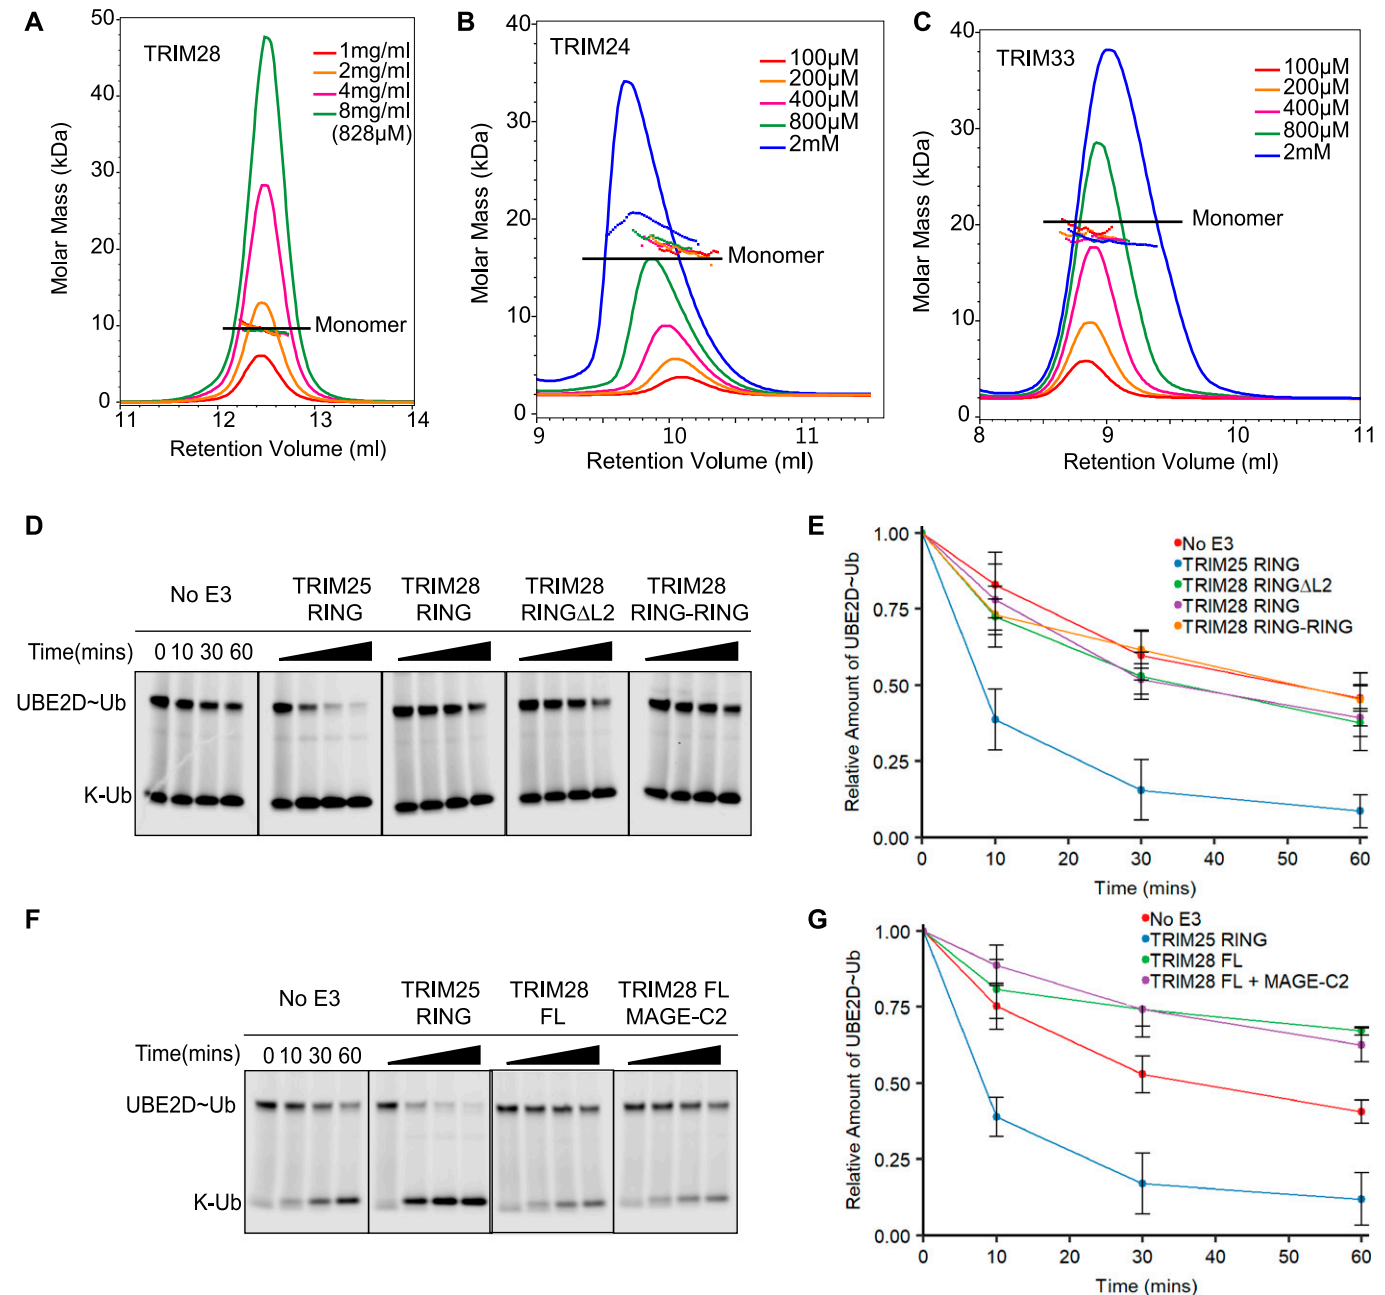 A
TRIM28
1mg/ml
2mg/ml
4mg/ml
8mg/ml
(828μM)
Monomer
Molar Mass (kDa)
50
40
30
20
10
0
11 12 13 14
Retention Volume (ml)
B
TRIM24
100μM
200μM
400μM
800μM
2mM
Monomer
Molar Mass (kDa)
40
30
20
10
0
9 10 11
Retention Volume (ml)
C
TRIM33
100μM
200μM
400μM
800μM
2mM
Monomer
Molar Mass (kDa)
40
30
20
10
0
8 9 10 11
Retention Volume (ml)
D
No E3
TRIM25
RING
TRIM28
RING
TRIM28
RINGΔL2
TRIM28
RING-RING
Time(mins) 0 10 30 60
UBE2D~Ub
K-Ub
E
No E3
TRIM25 RING
TRIM28 RINGΔL2
TRIM28 RING
TRIM28 RING-RING
Relative Amount of UBE2D~Ub
1.00
0.75
0.50
0.25
0.00
0 10 20 30 40 50 60
Time (mins)
F
No E3
TRIM25
RING
TRIM28
FL
TRIM28 FL
MAGE-C2
Time(mins) 0 10 30 60
UBE2D~Ub
K-Ub
G
No E3
TRIM25 RING
TRIM28 FL
TRIM28 FL + MAGE-C2
Relative Amount of UBE2D~Ub
1.00
0.75
0.50
0.25
0.00
0 10 20 30 40 50 60
Time (mins)